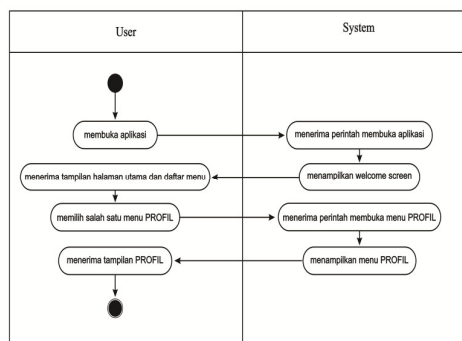 User
System
membuka aplikasi
menerima perintah membuka aplikasi
menerima tampilan halaman utama dan daftar menu
menampilkan welcome screen
memilih salah satu menu PROFIL
menerima perintah membuka menu PROFIL
menerima tampilan PROFIL
menampilkan menu PROFIL